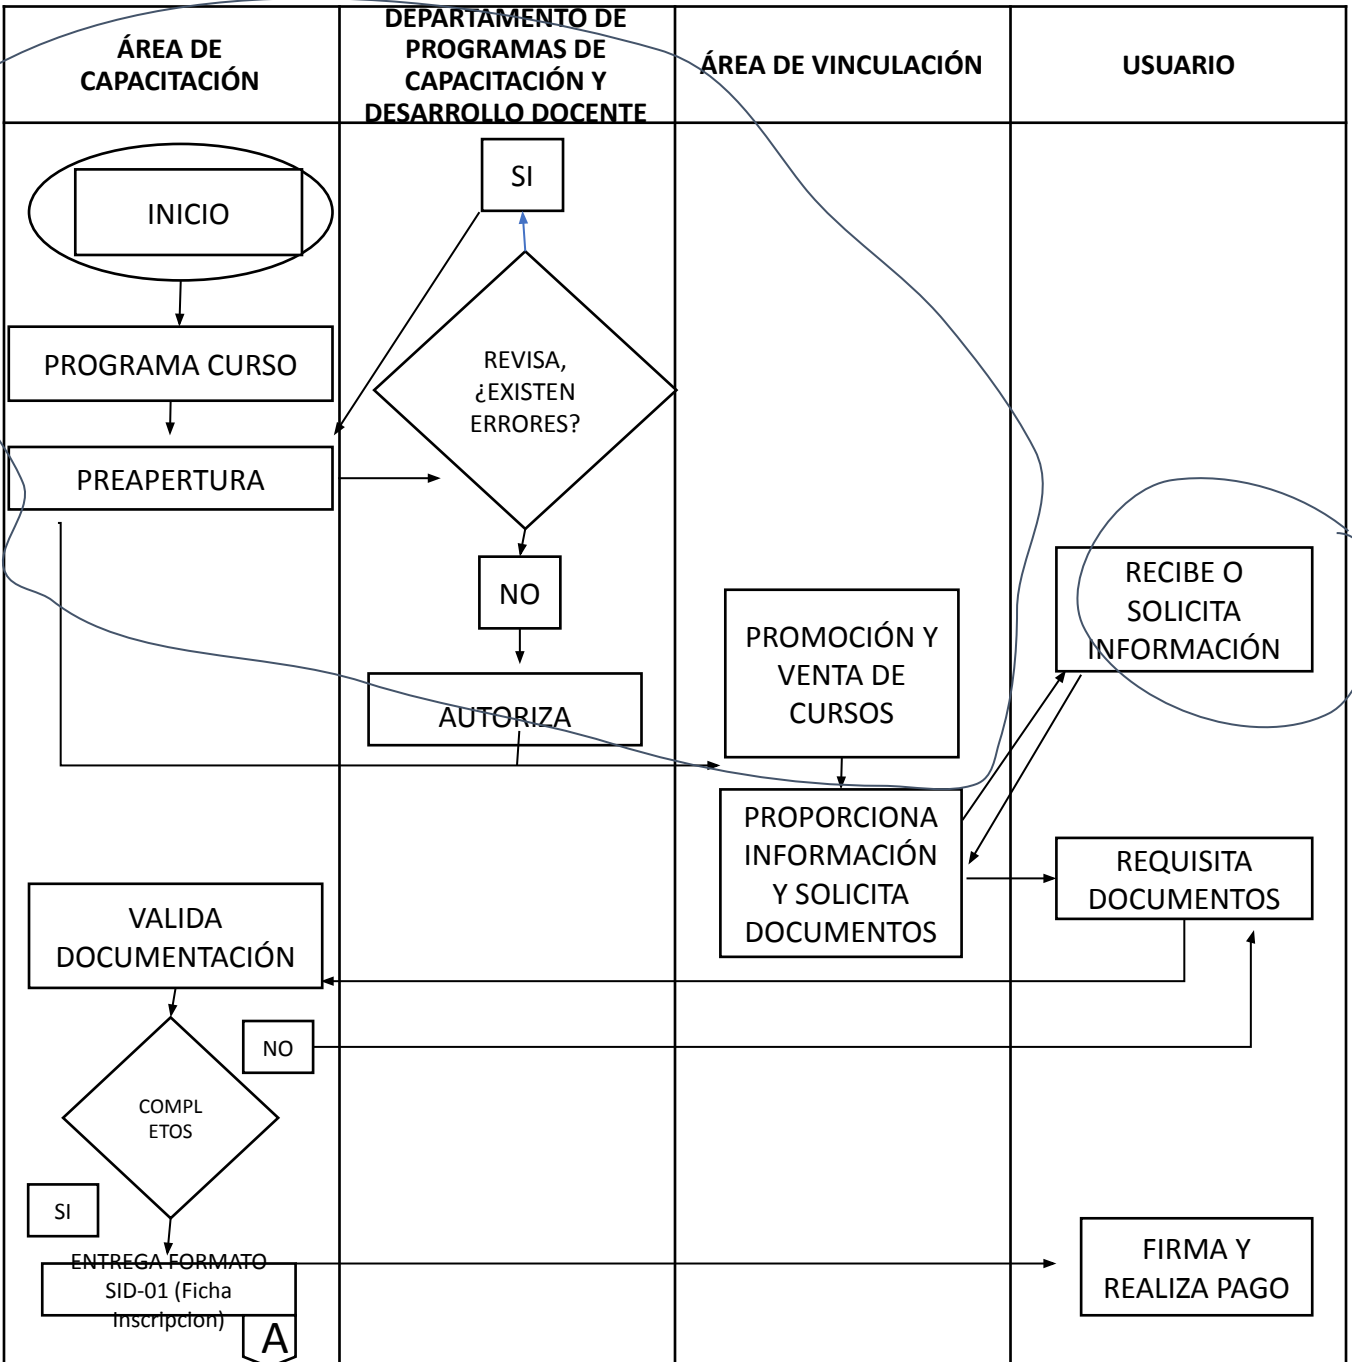 ÁREA DE
CAPACITACIÓN
DEPARTAMENTO DE
PROGRAMAS DE
CAPACITACIÓN Y
DESARROLLO DOCENTE
ÁREA DE VINCULACIÓN
USUARIO
INICIO
SI
PROGRAMA CURSO
REVISA,
¿EXISTEN
ERRORES?
PREAPERTURA
NO
AUTORIZA
PROMOCIÓN Y
VENTA DE
CURSOS
RECIBE O
SOLICITA
INFORMACIÓN
PROPORCIONA
INFORMACIÓN
Y SOLICITA
DOCUMENTOS
REQUISITA
DOCUMENTOS
VALIDA
DOCUMENTACIÓN
NO
COMPL
ETOS
SI
ENTREGA FORMATO
SID-01 (Ficha
Inscripcion)
A
FIRMA Y
REALIZA PAGO